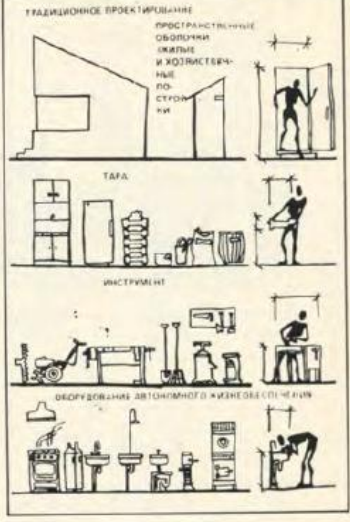 ТРАДИЦИОННОЕ ПРОЕКТИРОВАНИЕ
ПРОСТРАНСТВЕННЫЕ
ОБОЛОЧКИ
ЖИЛЫЕ
И ХОЗЯЙСТВЕН-
НЫЕ
ПО-
СТРОЙ
КИ
ТАРА
ИНСТРУМЕНТ
ОБОРУДОВАНИЕ АВТОНОМНОГО ЖИЗНЕОБЕСПЕЧЕНИЯ